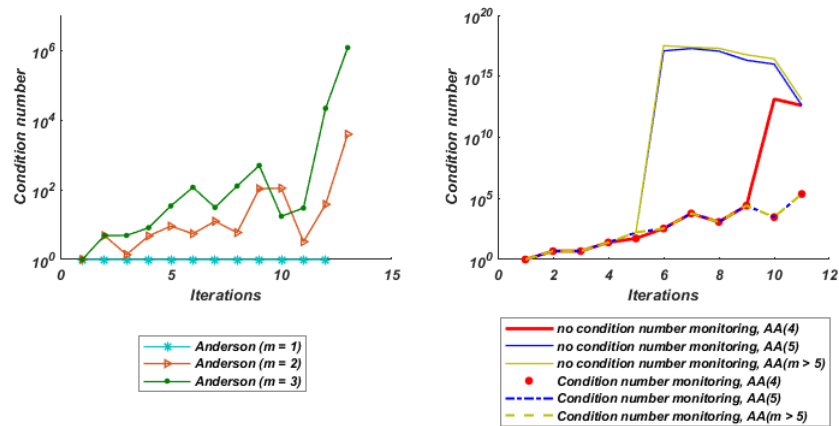 Condition number
10^6
10^4
10^2
10^0
0
5
10
15
Iterations
Anderson (m = 1)
Anderson (m = 2)
Anderson (m = 3)
Condition number
10^20
10^15
10^10
10^5
10^0
0
2
4
6
8
10
12
Iterations
no condition number monitoring, AA(4)
no condition number monitoring, AA(5)
no condition number monitoring, AA(m > 5)
Condition number monitoring, AA(4)
Condition number monitoring, AA(5)
Condition number monitoring, AA(m > 5)